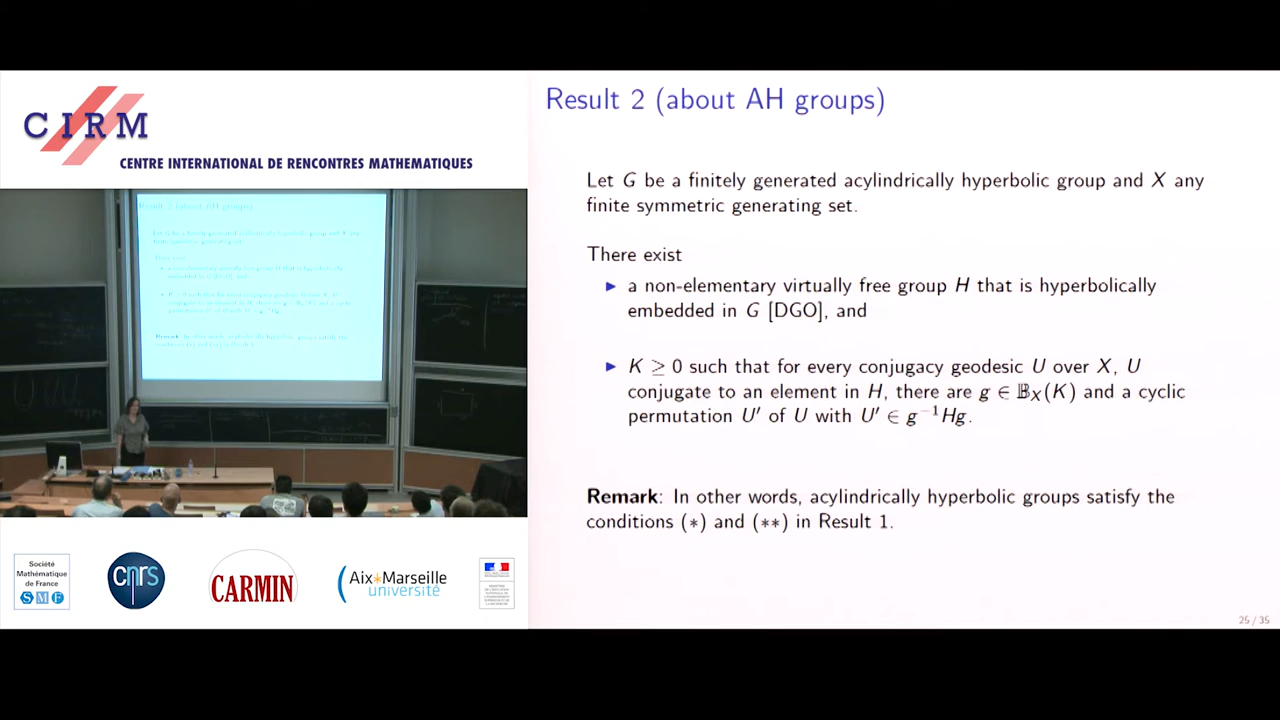 CIRM
CENTRE INTERNATIONAL DE RENCONTRES MATHEMATIQUES
Result 2 (about AH groups)
Let G be a finitely generated acylindrically hyperbolic group and X any
finite symmetric generating set.
There exist
▶ a non-elementary virtually free group H that is hyperbolically
embedded in G [DGO], and
▶ K ≥ 0 such that for every conjugacy geodesic U over X, U
conjugate to an element in H, there are g ∈ 𝔹_X(K) and a cyclic
permutation U′ of U with U′ ∈ g⁻¹Hg.
Remark: In other words, acylindrically hyperbolic groups satisfy the
conditions (∗) and (∗∗) in Result 1.
25 / 35
Société
Mathématique
de France
SMF
cnrs
CARMIN
Aix∗Marseille
université